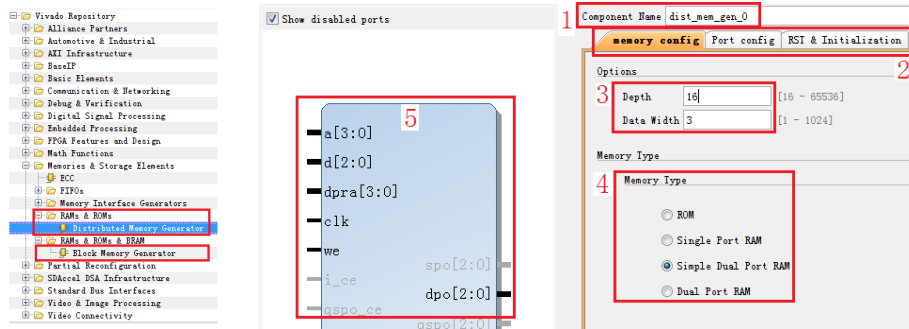 Vivado Repository
Alliance Partners
Automotive & Industrial
AXI Infrastructure
BaseIP
Basic Elements
Communication & Networking
Debug & Verification
Digital Signal Processing
Embedded Processing
FPGA Features and Design
Math Functions
Memories & Storage Elements
ECC
FIFOs
Memory Interface Generators
RAMs & ROMs
Distributed Memory Generator
RAMs & ROMs & BRAM
Block Memory Generator
Partial Reconfiguration
SDAccel DSA Infrastructure
Standard Bus Interfaces
Video & Image Processing
Video Connectivity
Show disabled ports
5
a[3:0]
d[2:0]
dpra[3:0]
clk
we
i_ce
qspo_ce
spo[2:0]
dpo[2:0]
qspo[2:0]
1
Component Name dist_mem_gen_0
memory config Port config RST & Initialization
2
Options
3
Depth 16 [16 - 65536]
Data Width 3 [1 - 1024]
Memory Type
4
Memory Type
ROM
Single Port RAM
Simple Dual Port RAM
Dual Port RAM